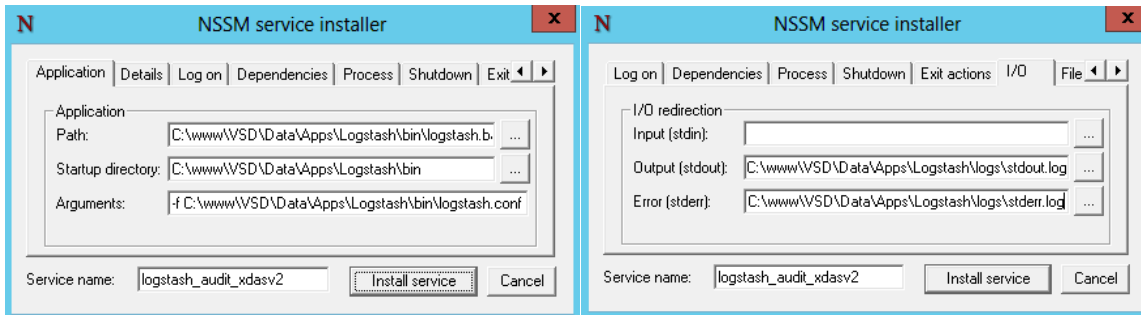 N NSSM service installer x
Application Details Log on Dependencies Process Shutdown Exit
Application
Path: C:\www\VSD\Data\Apps\Logstash\bin\logstash.b ...
Startup directory: C:\www\VSD\Data\Apps\Logstash\bin ...
Arguments: -f C:\www\VSD\Data\Apps\Logstash\bin\logstash.conf
Service name: logstash_audit_xdasv2 Install service Cancel
N NSSM service installer x
Log on Dependencies Process Shutdown Exit actions I/O File
I/O redirection
Input (stdin): ...
Output (stdout): C:\www\VSD\Data\Apps\Logstash\logs\stdout.log ...
Error (stderr): C:\www\VSD\Data\Apps\Logstash\logs\stderr.log ...
Service name: logstash_audit_xdasv2 Install service Cancel